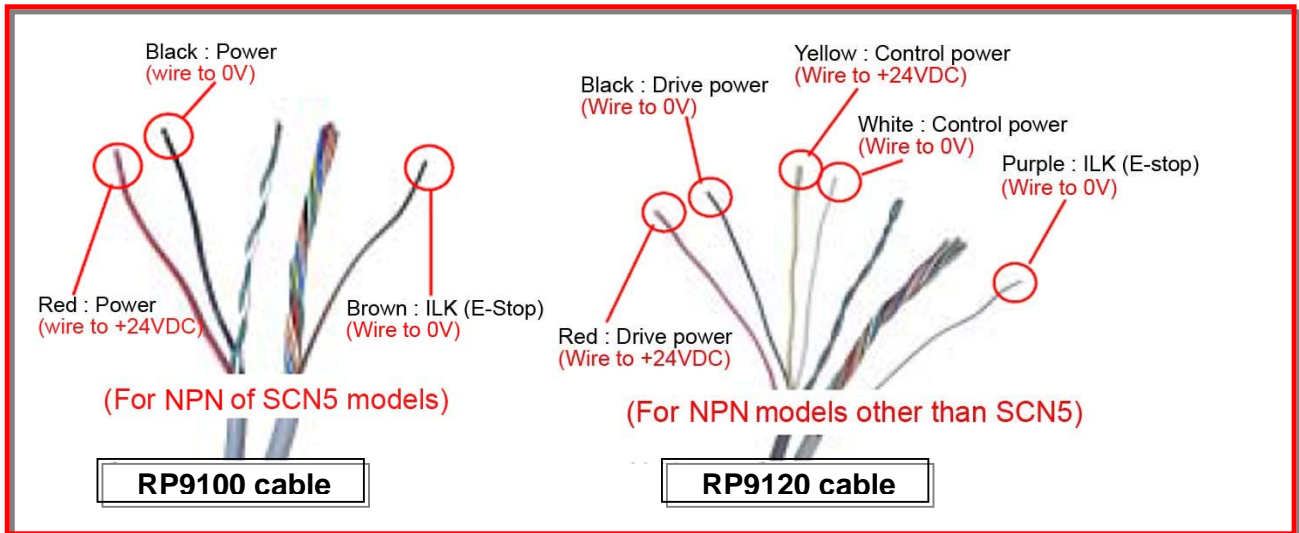 Black : Power
(wire to 0V)
Red : Power
(wire to +24VDC)
Brown : ILK (E-Stop)
(Wire to 0V)
(For NPN of SCN5 models)
RP9100 cable
Yellow : Control power
(Wire to +24VDC)
Black : Drive power
(Wire to 0V)
White : Control power
(Wire to 0V)
Purple : ILK (E-stop)
(Wire to 0V)
Red : Drive power
(Wire to +24VDC)
(For NPN models other than SCN5)
RP9120 cable